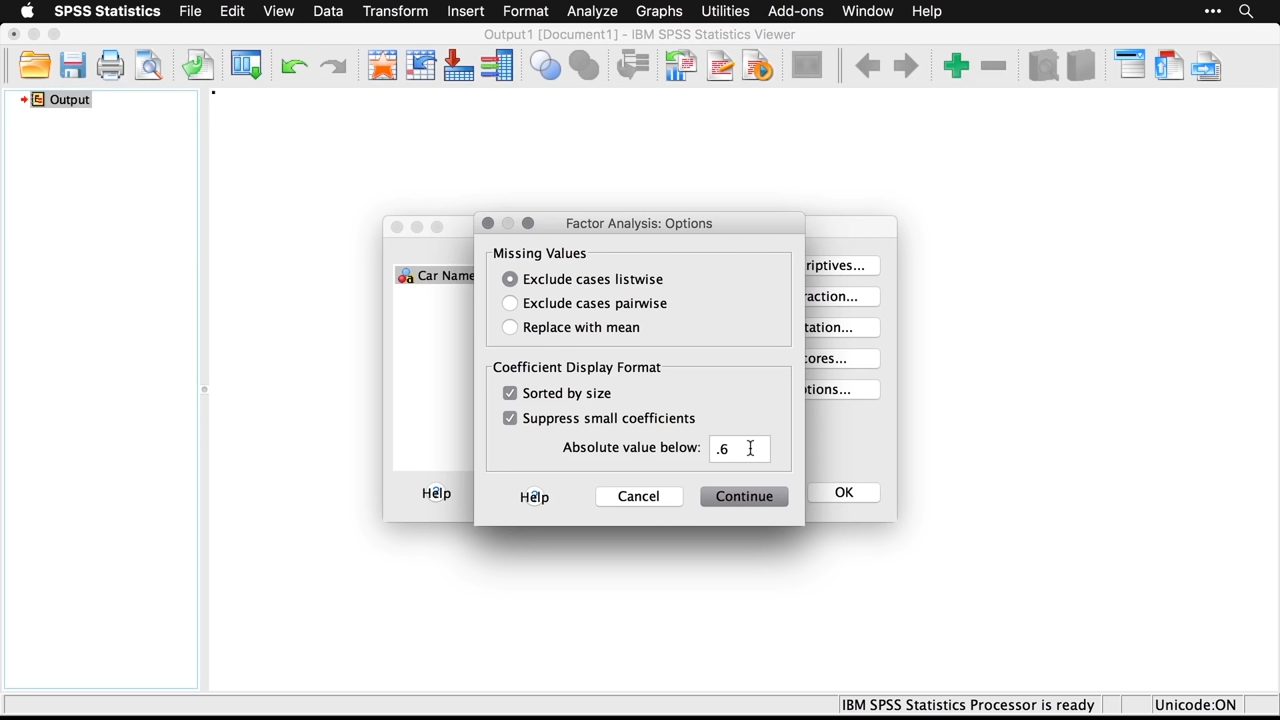 SPSS Statistics File Edit View Data Transform Insert Format Analyze Graphs Utilities Add-ons Window Help
Output1 [Document1] - IBM SPSS Statistics Viewer
Output
Factor Analysis: Options
Missing Values
Exclude cases listwise
Exclude cases pairwise
Replace with mean
Coefficient Display Format
Sorted by size
Suppress small coefficients
Absolute value below: .6
Help Cancel Continue
Car Name
riptives...
raction...
tation...
cores...
tions...
Help OK
IBM SPSS Statistics Processor is ready Unicode:ON